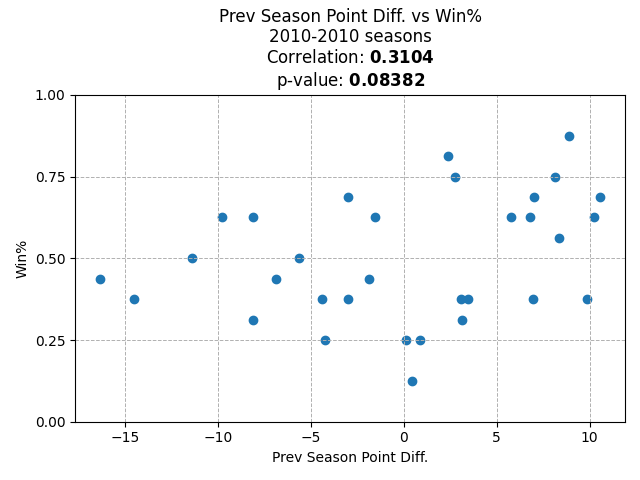 Prev Season Point Diff. vs Win%
2010-2010 seasons
Correlation: 0.3104
p-value: 0.08382
1.00
0.75
0.50
0.25
0.00
Win%
−15
−10
−5
0
5
10
Prev Season Point Diff.